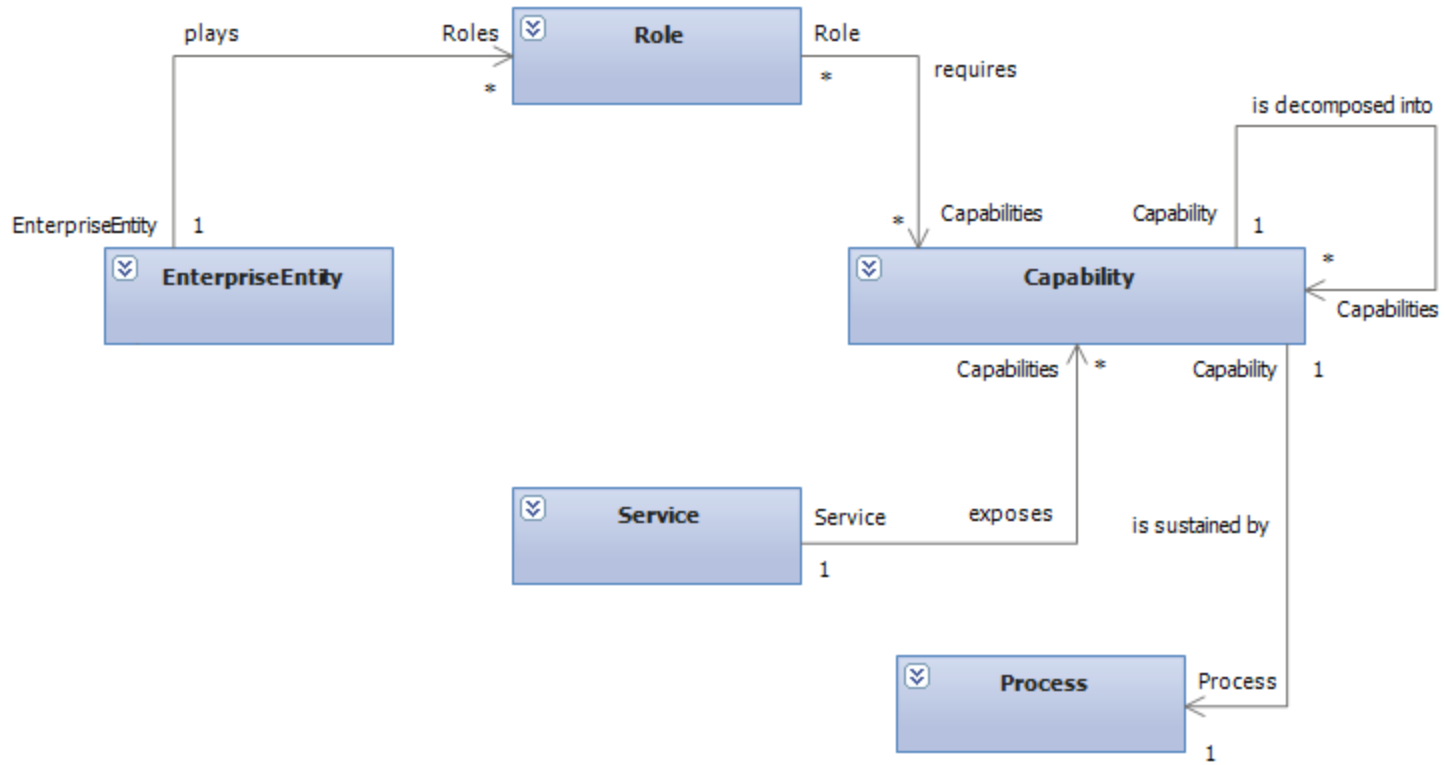 plays
Roles
*
Role
Role
*
requires
is decomposed into
EnterpriseEntity
1
EnterpriseEntity
*
Capabilities
Capability
1
Capability
*
Capabilities
Capabilities
*
Capability
1
Service
Service
1
exposes
is sustained by
Process
Process
1